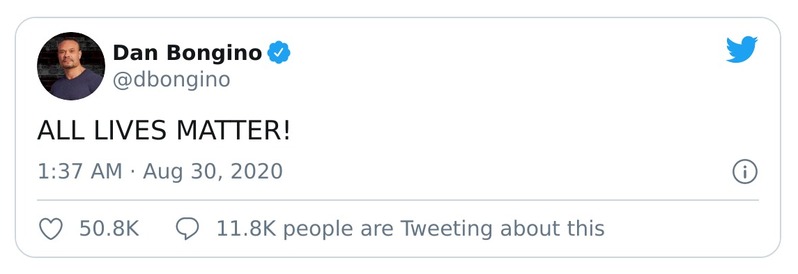 Dan Bongino
@dbongino
ALL LIVES MATTER!
1:37 AM · Aug 30, 2020
50.8K 11.8K people are Tweeting about this